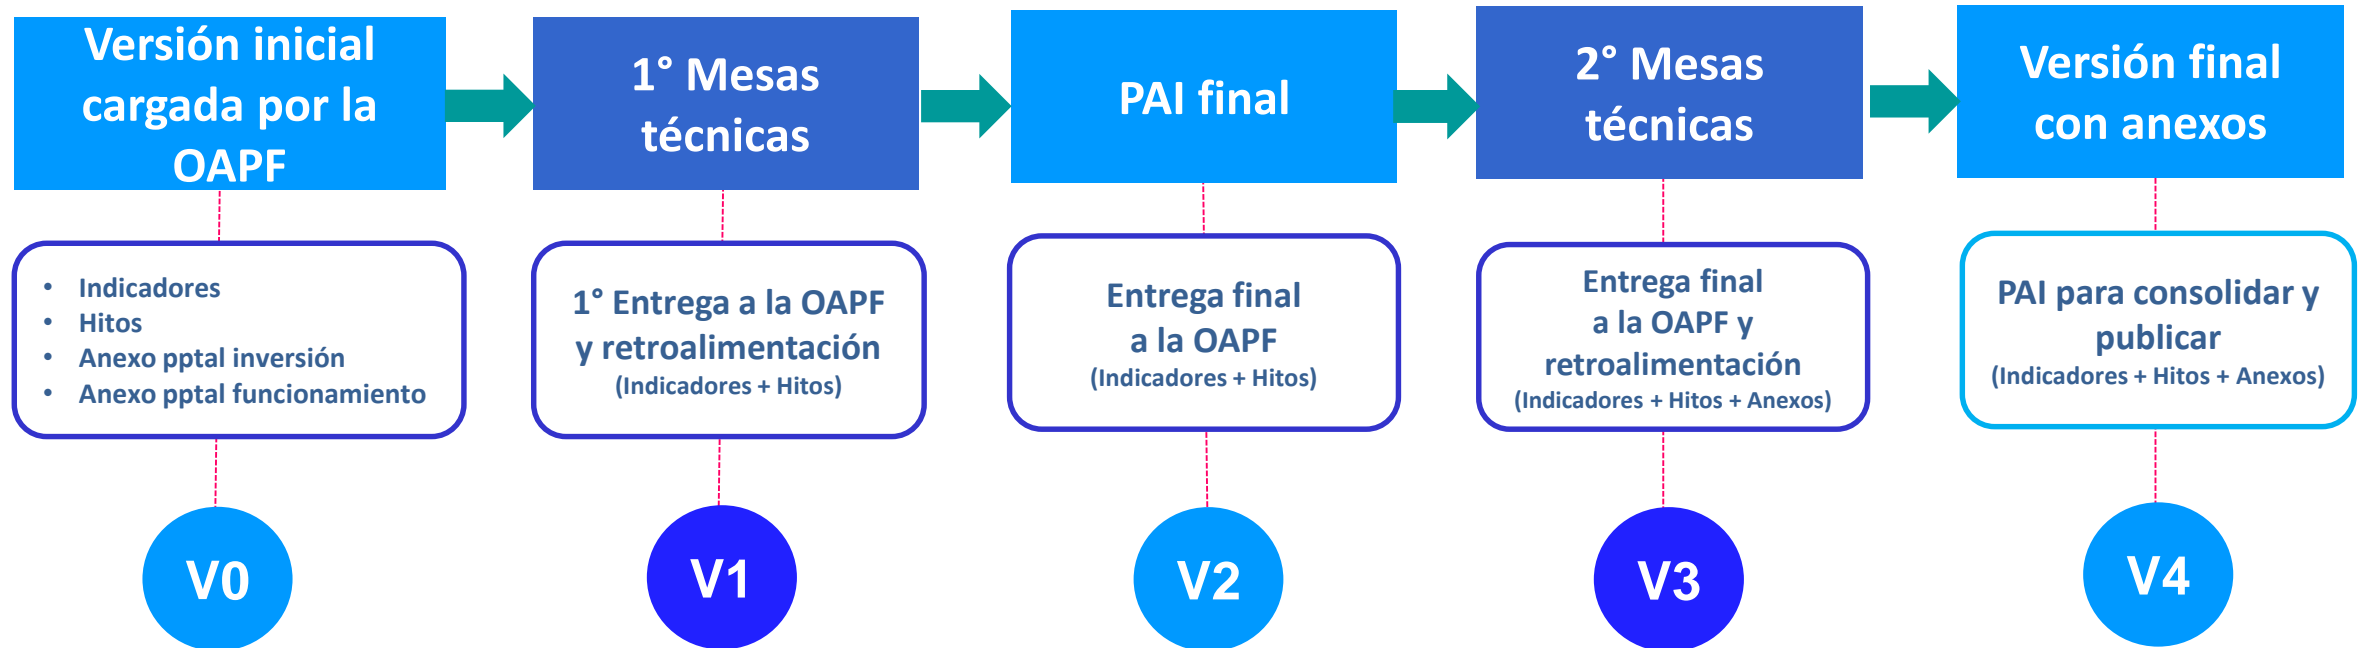 Versión inicial
cargada por la
OAPF
1° Mesas
técnicas
PAI final
2° Mesas
técnicas
Versión final
con anexos
• Indicadores
• Hitos
• Anexo pptal inversión
• Anexo pptal funcionamiento
1° Entrega a la OAPF
y retroalimentación
(Indicadores + Hitos)
Entrega final
a la OAPF
(Indicadores + Hitos)
Entrega final
a la OAPF y
retroalimentación
(Indicadores + Hitos + Anexos)
PAI para consolidar y
publicar
(Indicadores + Hitos + Anexos)
V0
V1
V2
V3
V4